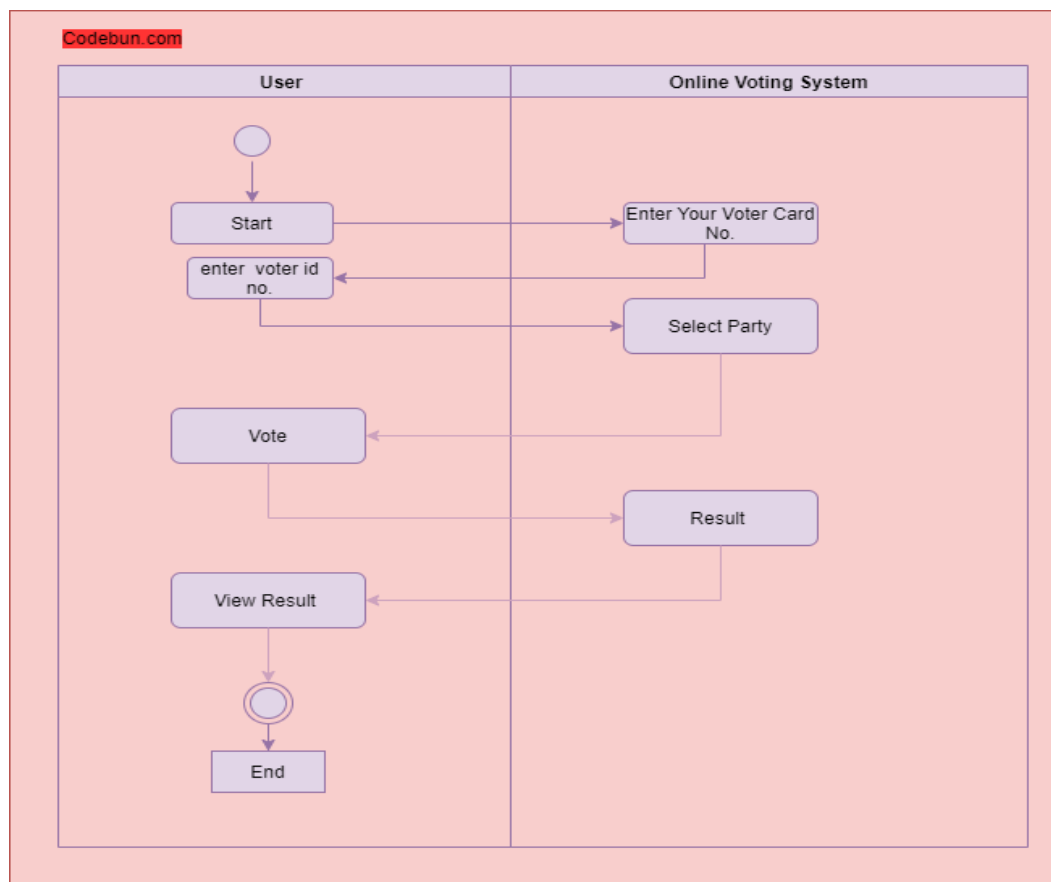 Codebun.com
User
Online Voting System
Start
Enter Your Voter Card
No.
enter voter id
no.
Select Party
Vote
Result
View Result
End